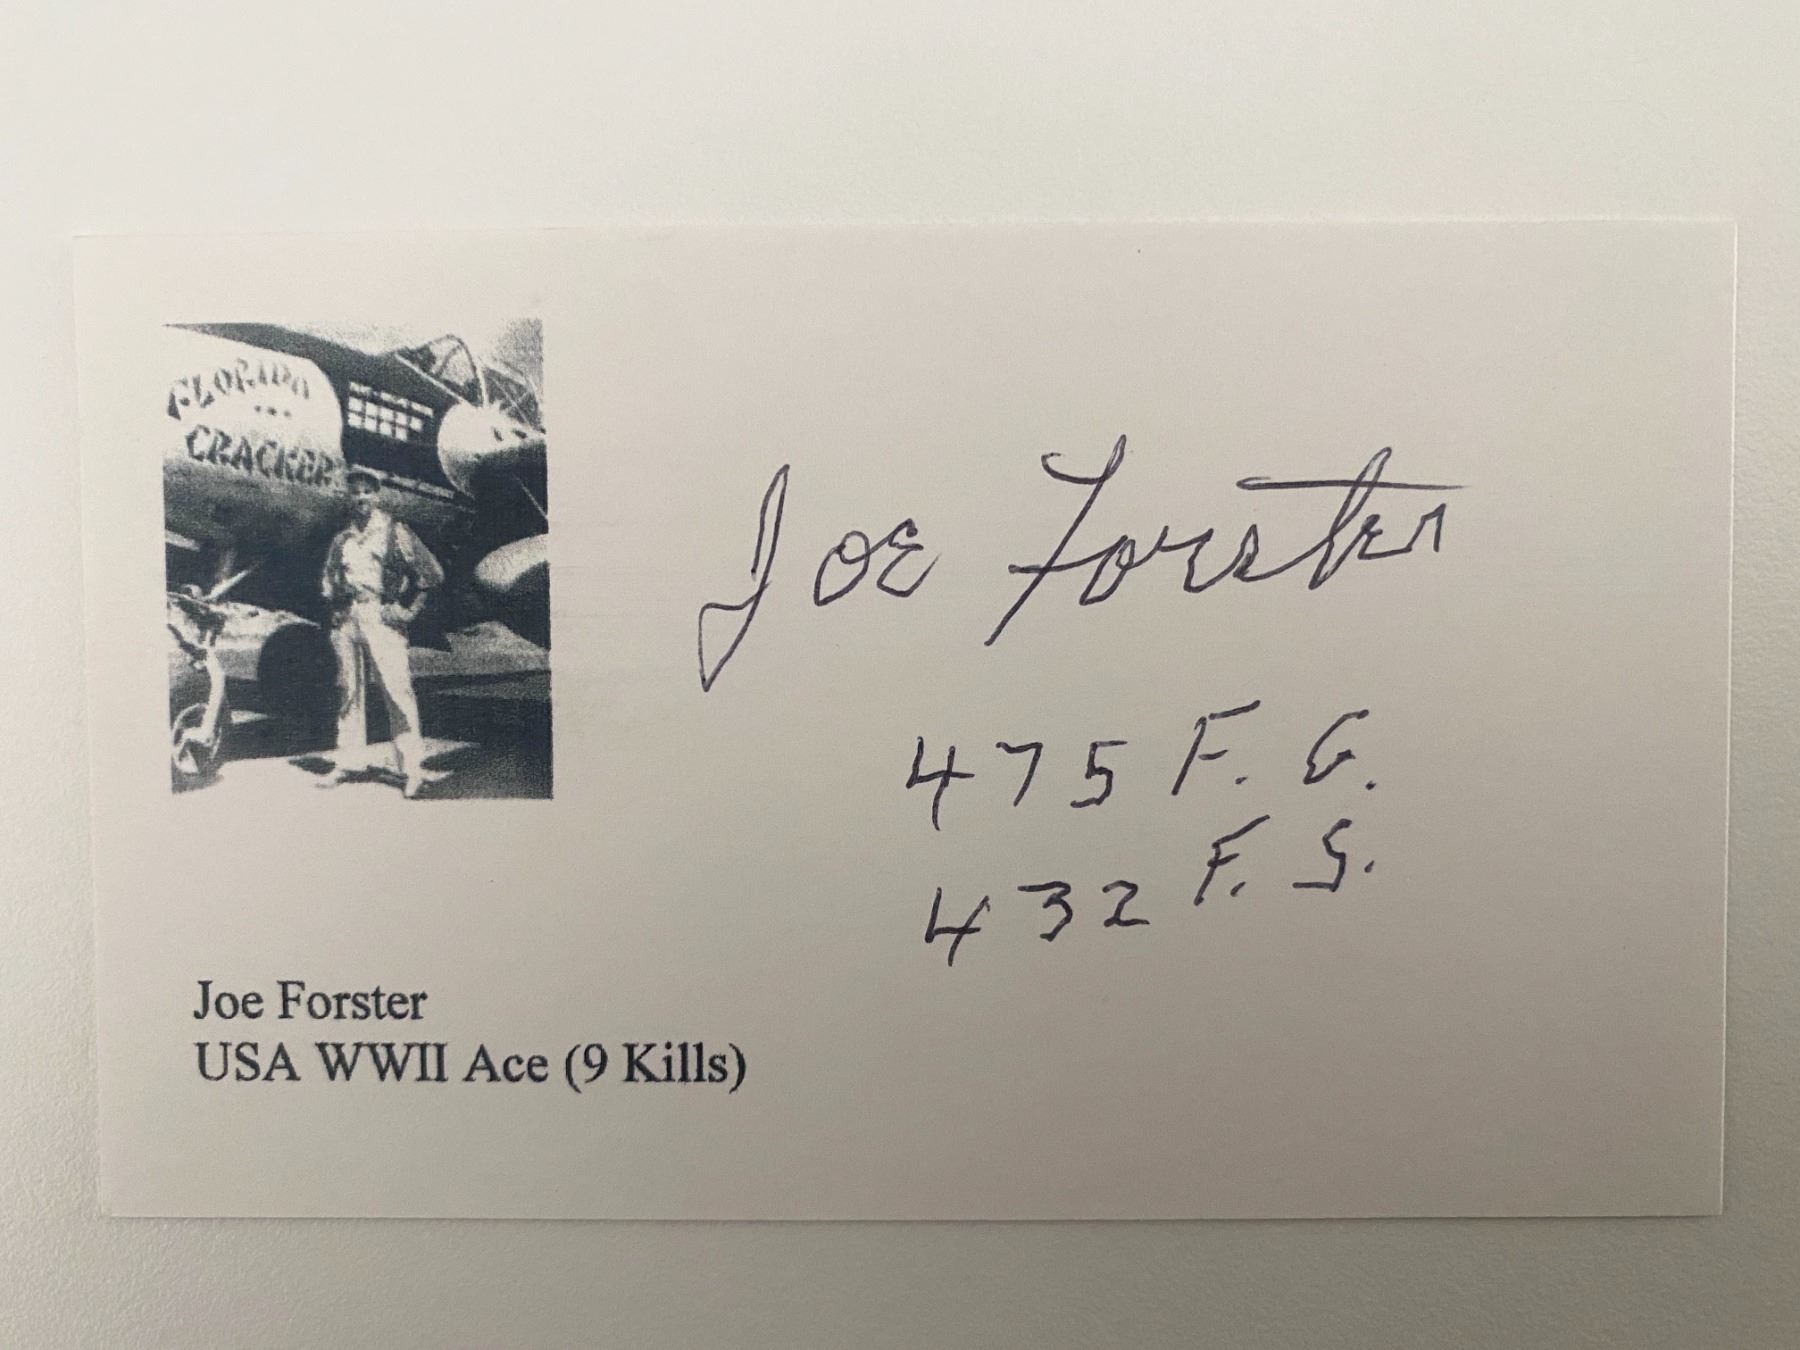 FLORIDA
CRACKER
Joe Forster
475 F. G.
432 F. S.
Joe Forster
USA WWII Ace (9 Kills)